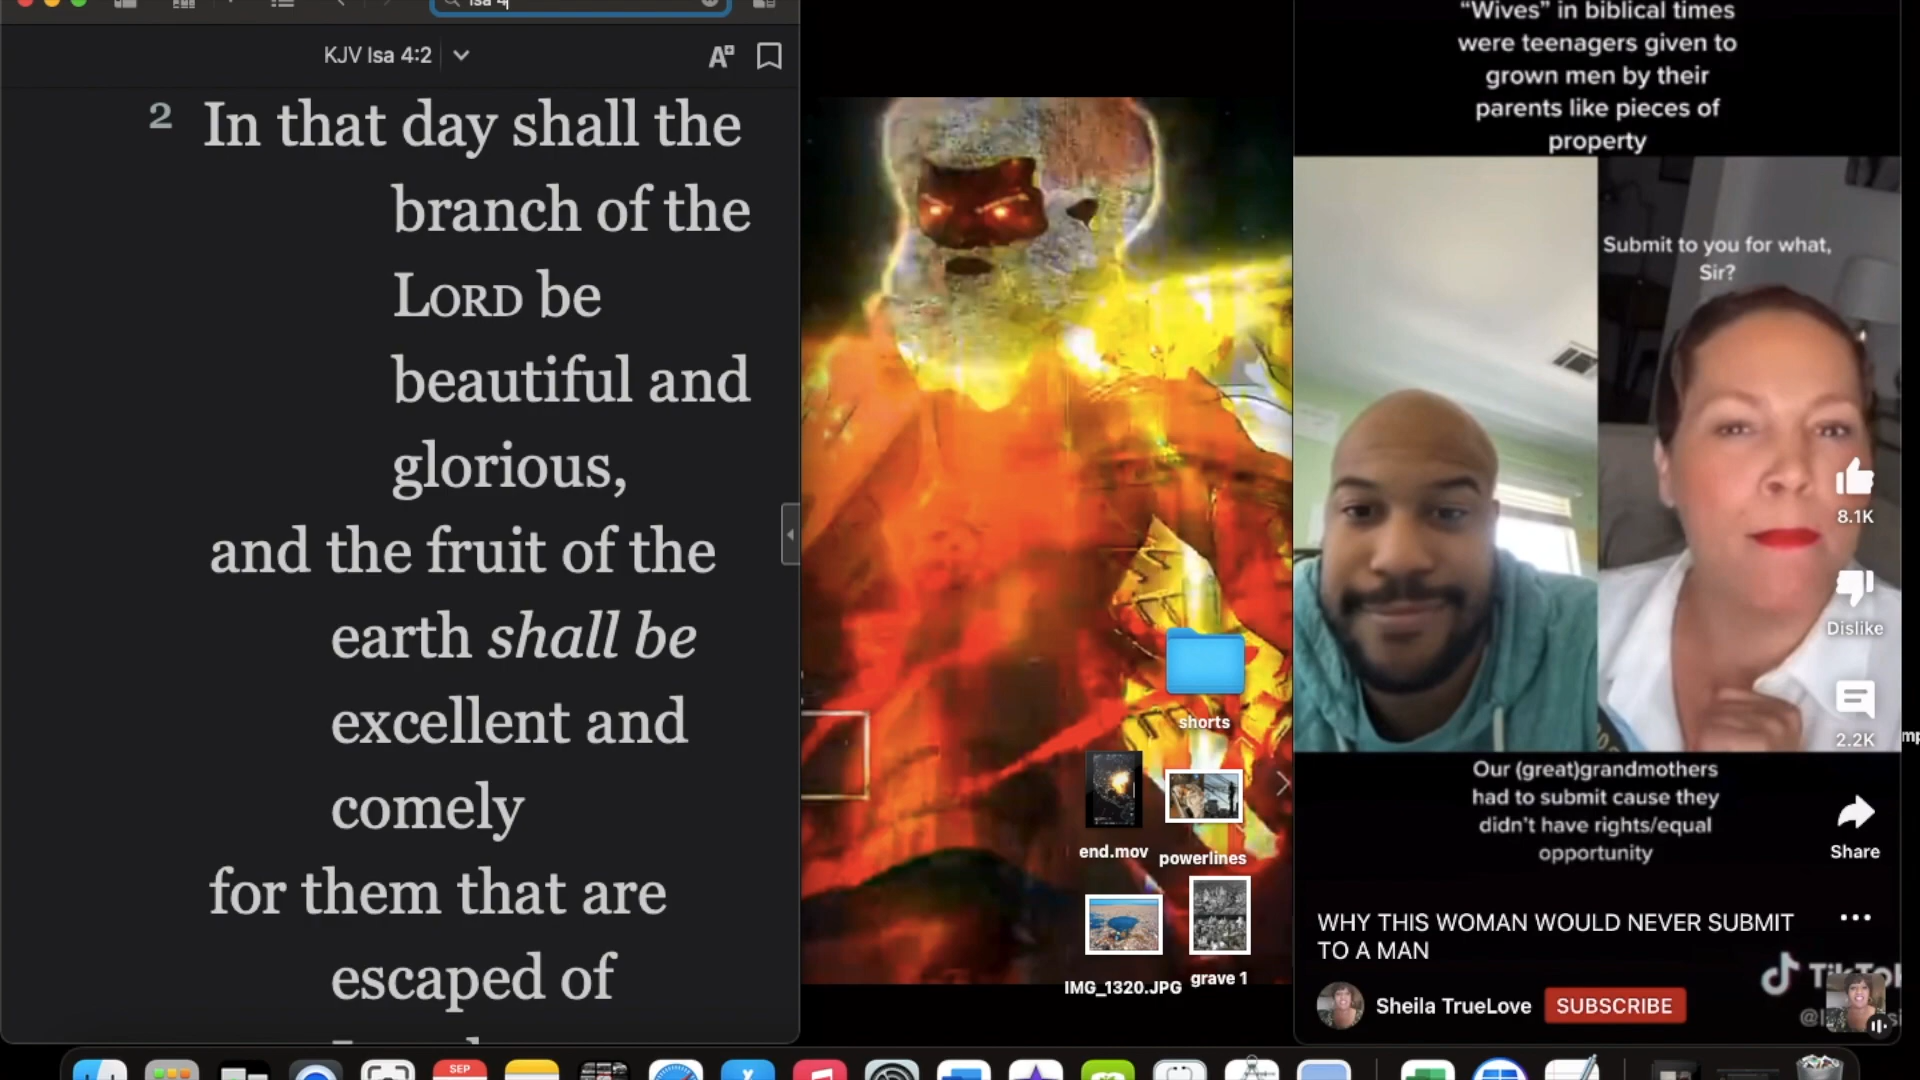 Isa 4
KJV Isa 4:2
A
2 In that day shall the
branch of the
LORD be
beautiful and
glorious,
and the fruit of the
earth shall be
excellent and
comely
for them that are
escaped of
shorts
end.mov
powerlines
IMG_1320.JPG
grave 1
“Wives” in biblical times
were teenagers given to
grown men by their
parents like pieces of
property
Submit to you for what,
Sir?
8.1K
Dislike
2.2K
Our (great)grandmothers
had to submit cause they
didn’t have rights/equal
opportunity
Share
WHY THIS WOMAN WOULD NEVER SUBMIT
TO A MAN
TikTok
Sheila TrueLove
SUBSCRIBE
SEP